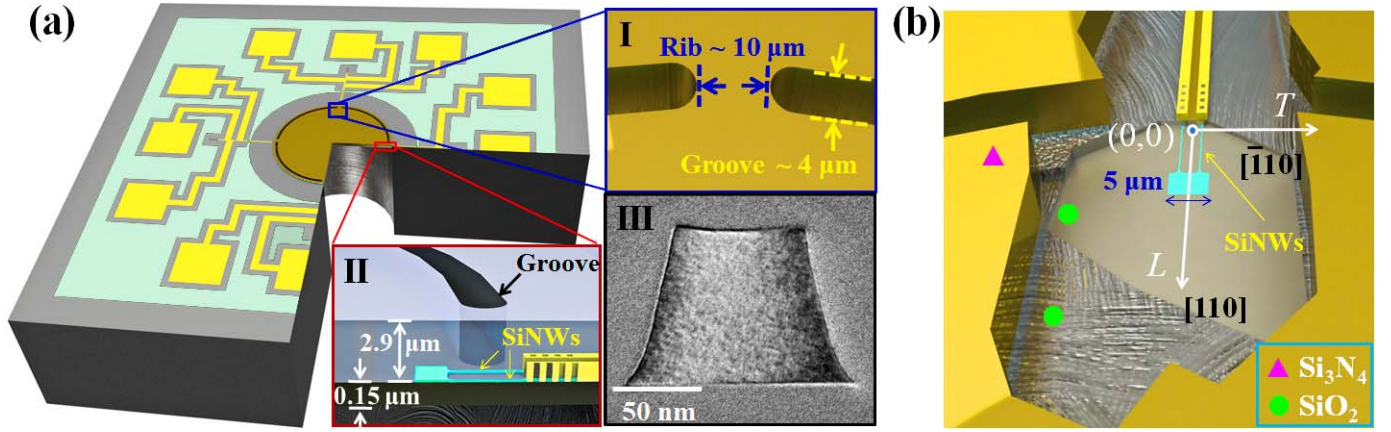 (a)
I
Rib ~ 10 μm
Groove ~ 4 μm
II
Groove
SiNWs
2.9 μm
0.15 μm
III
50 nm
(b)
T
(0,0)
[1̄10]
5 μm
SiNWs
L
[110]
Si₃N₄
SiO₂